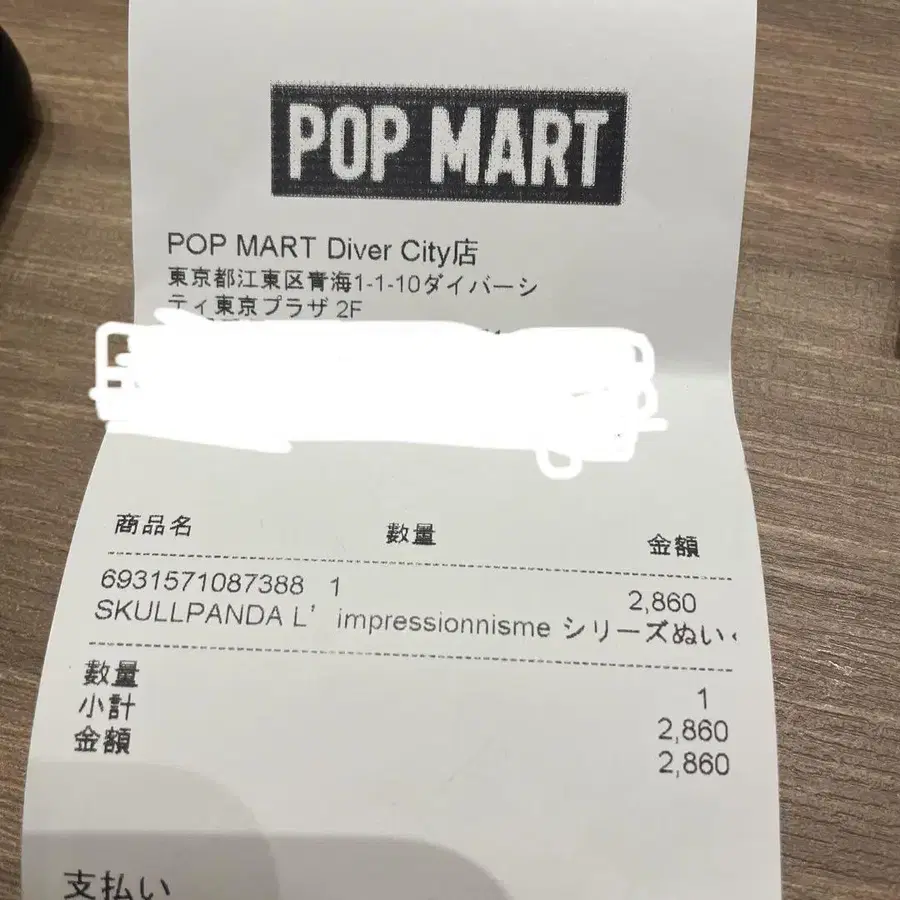 POP MART
POP MART Diver City店
東京都江東区青海1-1-10ダイバーシ
ティ東京プラザ 2F
商品名 数量 金額
6931571087388 1 2,860
SKULLPANDA L’ impressionnisme シリーズぬい
数量 1
小計 2,860
金額 2,860
支払い